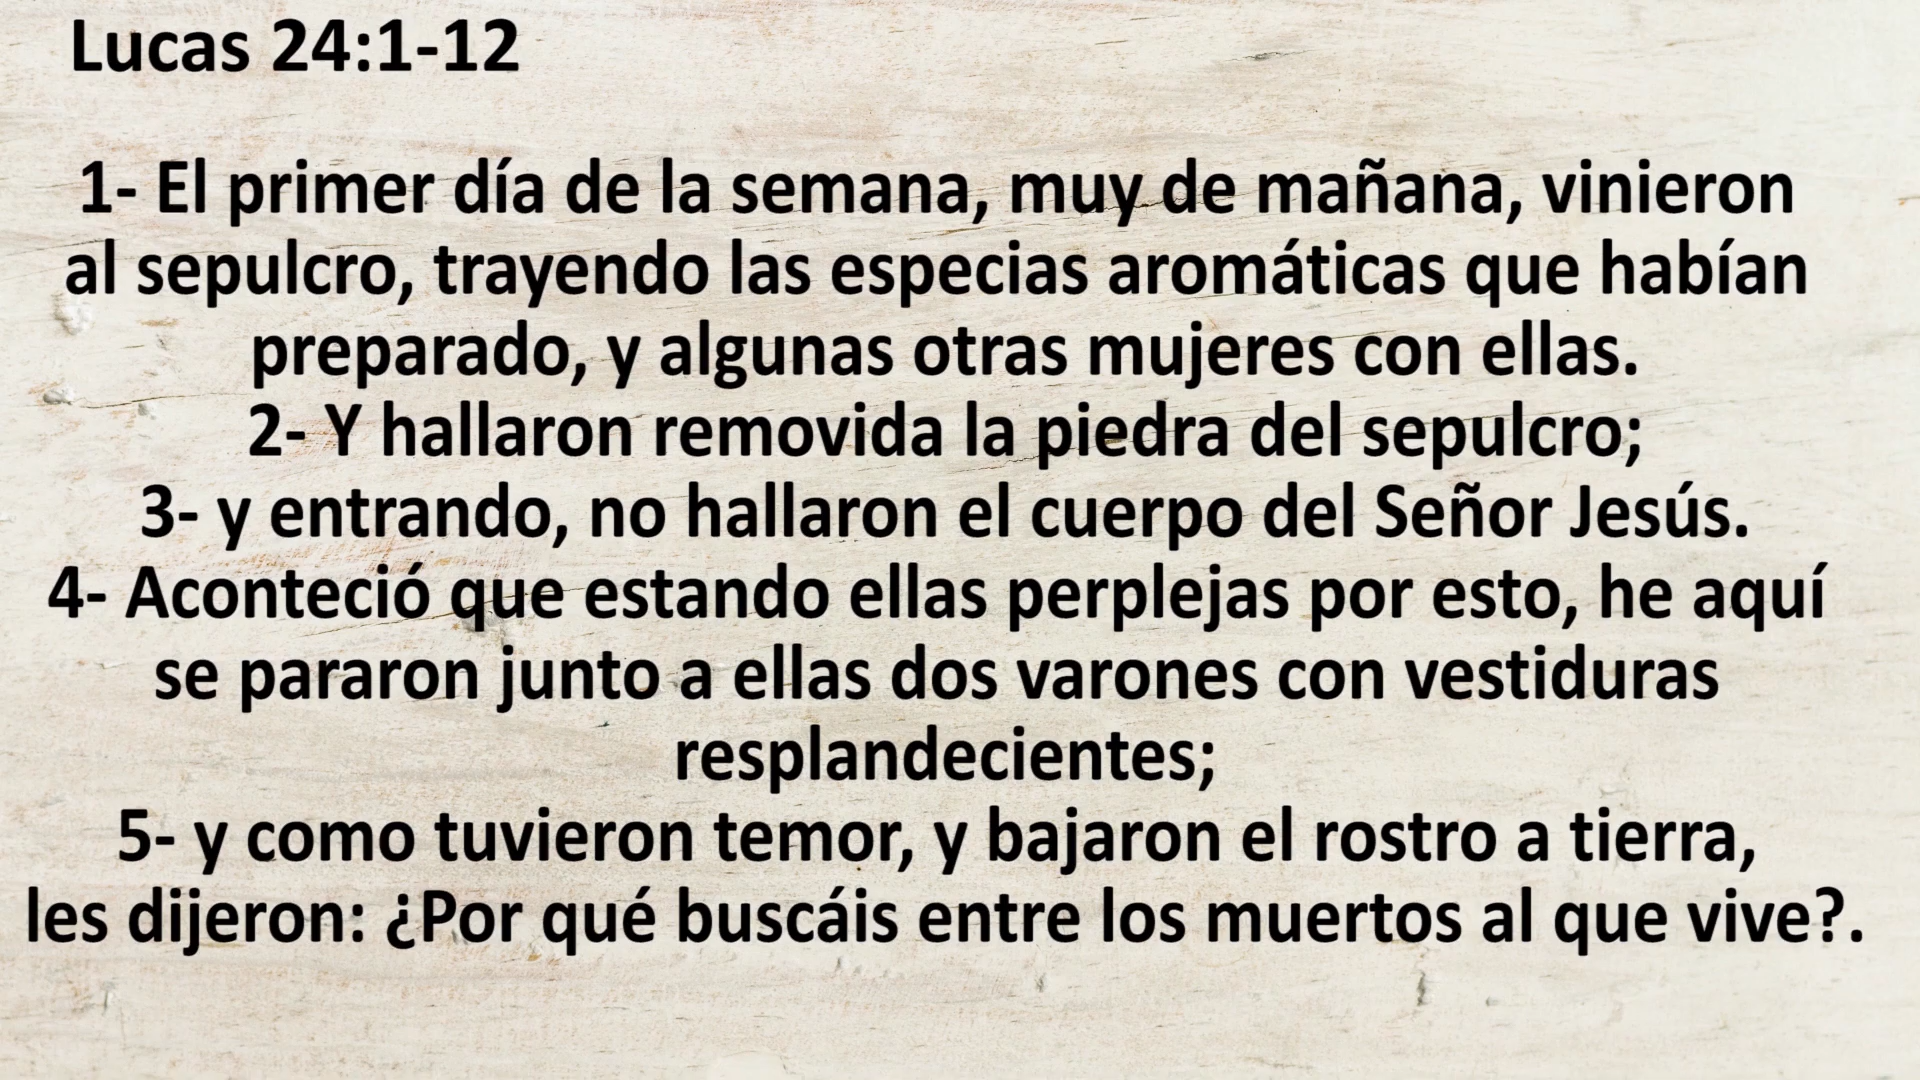 Lucas 24:1-12
1- El primer día de la semana, muy de mañana, vinieron
al sepulcro, trayendo las especias aromáticas que habían
preparado, y algunas otras mujeres con ellas.
2- Y hallaron removida la piedra del sepulcro;
3- y entrando, no hallaron el cuerpo del Señor Jesús.
4- Aconteció que estando ellas perplejas por esto, he aquí
se pararon junto a ellas dos varones con vestiduras
resplandecientes;
5- y como tuvieron temor, y bajaron el rostro a tierra,
les dijeron: ¿Por qué buscáis entre los muertos al que vive?.